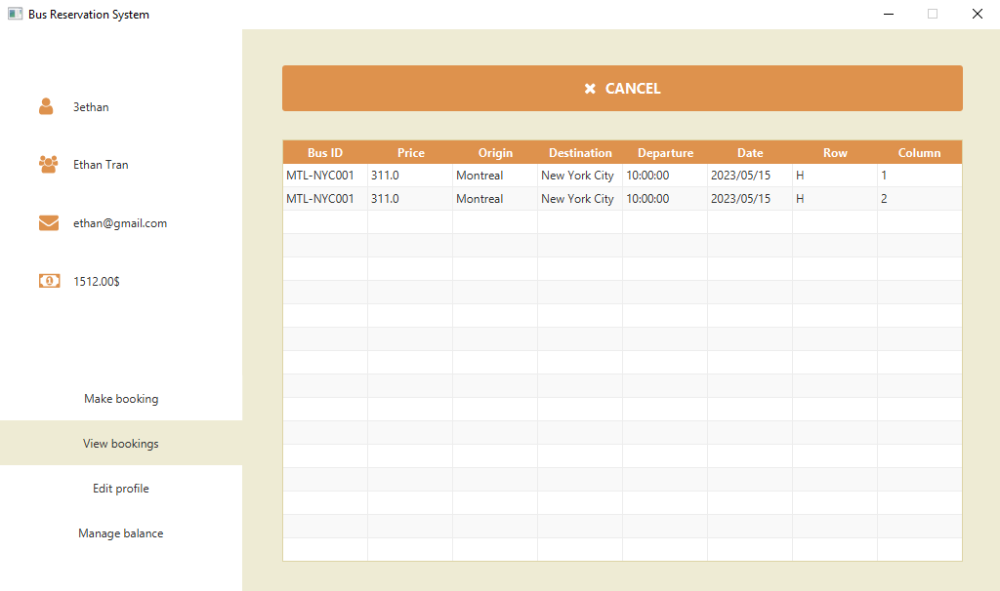 Bus Reservation System
3ethan
Ethan Tran
ethan@gmail.com
1512.00$
Make booking
View bookings
Edit profile
Manage balance
CANCEL
Bus ID Price Origin Destination Departure Date Row Column
MTL-NYC001 311.0 Montreal New York City 10:00:00 2023/05/15 H 1
MTL-NYC001 311.0 Montreal New York City 10:00:00 2023/05/15 H 2